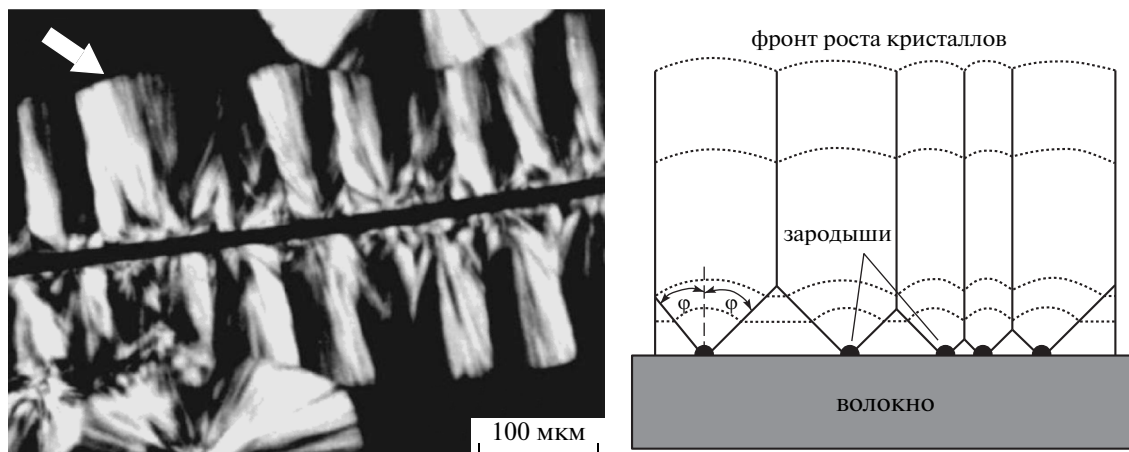 100 мкм
фронт роста кристаллов
зародыши
φ φ
волокно